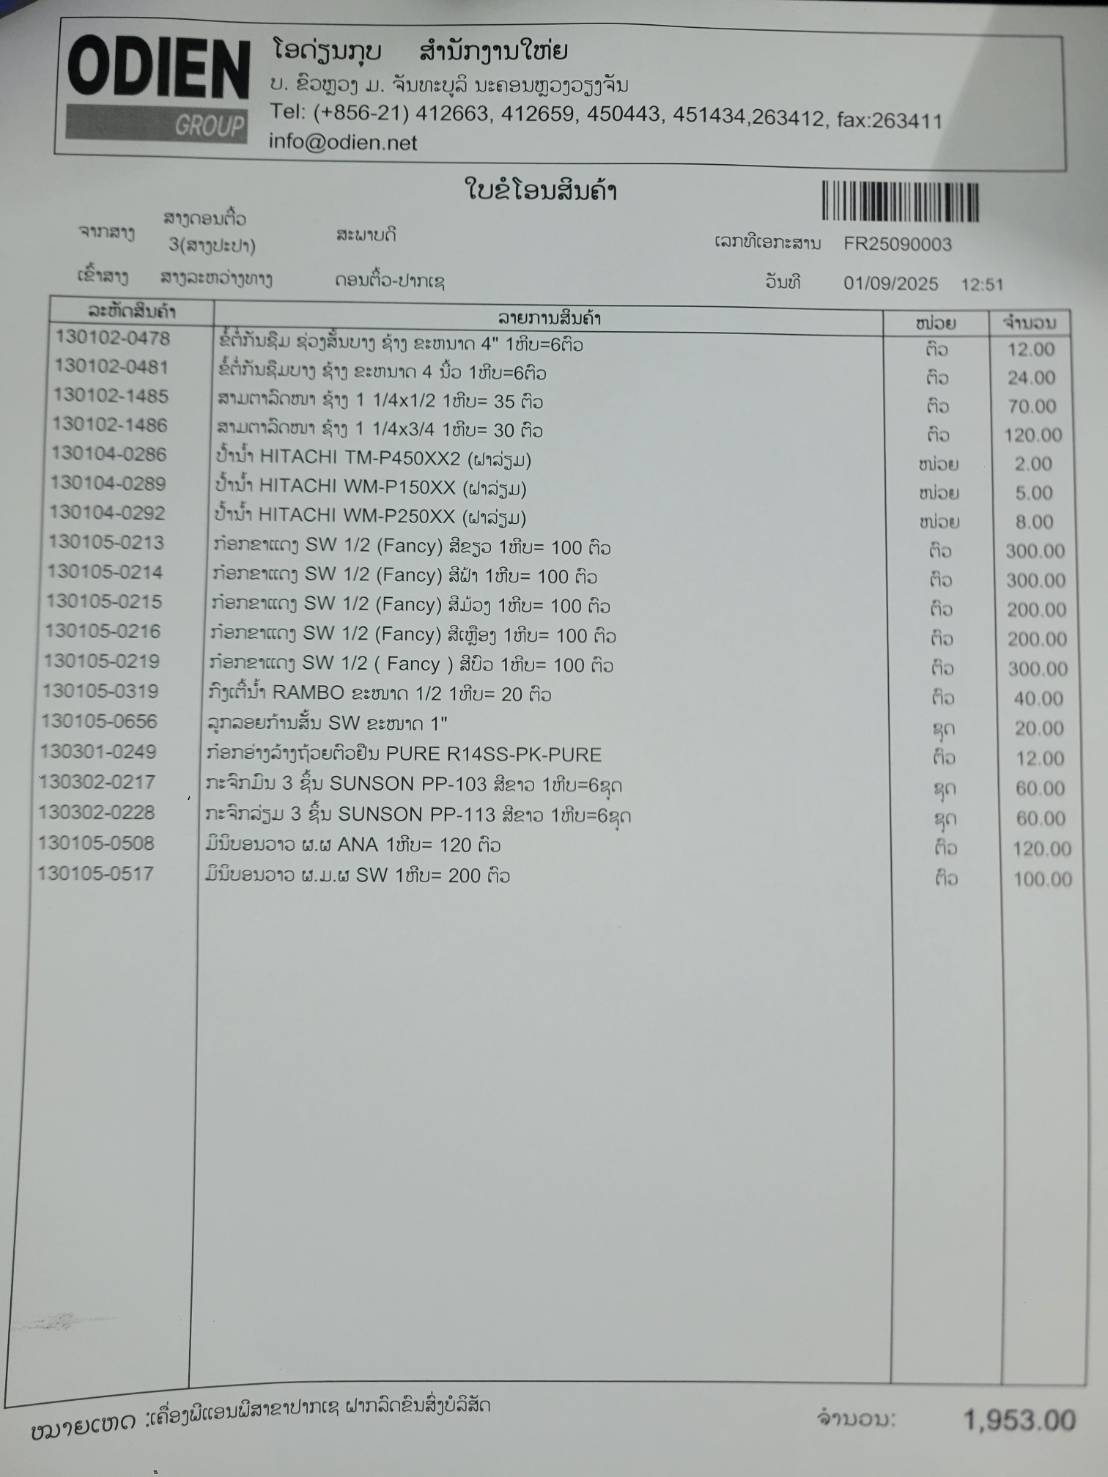 ODIEN
GROUP
ໂອດ່ຽນກຸບ ສຳນັກງານໃຫ່ຍ
ບ. ຂົວຫຼວງ ມ. ຈັນທະບູລີ ນະຄອນຫຼວງວຽງຈັນ
Tel: (+856-21) 412663, 412659, 450443, 451434,263412, fax:263411
info@odien.net
ໃບຂໍໂອນສິນຄ້າ
ຈາກສາງ ສາງດອນຕິ້ວ 3(ສາງປະປາ) ສະພາບດີ ເລກທີເອກະສານ FR25090003
ເຂົ້າສາງ ສາງລະຫວ່າງທາງ ດອນຕິ້ວ-ປາກເຊ ວັນທີ 01/09/2025 12:51
ລະຫັດສິນຄ້າ ລາຍການສິນຄ້າ ໜ່ວຍ ຈຳນວນ
130102-0478 ຂໍ້ຕໍ່ກັນຊຶມ ຊ່ວງສັ້ນບາງ ຊ້າງ ຂະຫນາດ 4" 1ຫີບ=6ຕົວ ຕົວ 12.00
130102-0481 ຂໍ້ຕໍ່ກັນຊຶມບາງ ຊ້າງ ຂະຫນາດ 4 ນິ້ວ 1ຫີບ=6ຕົວ ຕົວ 24.00
130102-1485 ສາມຕາລົດໜາ ຊ້າງ 1 1/4x1/2 1ຫີບ= 35 ຕົວ ຕົວ 70.00
130102-1486 ສາມຕາລົດໜາ ຊ້າງ 1 1/4x3/4 1ຫີບ= 30 ຕົວ ຕົວ 120.00
130104-0286 ປ້ຳນ້ຳ HITACHI TM-P450XX2 (ຝາລ່ຽມ) ໜ່ວຍ 2.00
130104-0289 ປ້ຳນ້ຳ HITACHI WM-P150XX (ຝາລ່ຽມ) ໜ່ວຍ 5.00
130104-0292 ປ້ຳນ້ຳ HITACHI WM-P250XX (ຝາລ່ຽມ) ໜ່ວຍ 8.00
130105-0213 ກ໋ອກຂາແດງ SW 1/2 (Fancy) ສີຂຽວ 1ຫີບ= 100 ຕົວ ຕົວ 300.00
130105-0214 ກ໋ອກຂາແດງ SW 1/2 (Fancy) ສີຟ້າ 1ຫີບ= 100 ຕົວ ຕົວ 300.00
130105-0215 ກ໋ອກຂາແດງ SW 1/2 (Fancy) ສີມ່ວງ 1ຫີບ= 100 ຕົວ ຕົວ 200.00
130105-0216 ກ໋ອກຂາແດງ SW 1/2 (Fancy) ສີເຫຼືອງ 1ຫີບ= 100 ຕົວ ຕົວ 200.00
130105-0219 ກ໋ອກຂາແດງ SW 1/2 ( Fancy ) ສີບົວ 1ຫີບ= 100 ຕົວ ຕົວ 300.00
130105-0319 ກົງເຕີ້ນ້ຳ RAMBO ຂະໜາດ 1/2 1ຫີບ= 20 ຕົວ ຕົວ 40.00
130105-0656 ລູກລອຍກ້ານສັ້ນ SW ຂະໜາດ 1" ຊຸດ 20.00
130301-0249 ກ໋ອກອ່າງລ້າງຖ້ວຍຕົວຢືນ PURE R14SS-PK-PURE ຕົວ 12.00
130302-0217 ກະຈົກມົນ 3 ຊິ້ນ SUNSON PP-103 ສີຂາວ 1ຫີບ=6ຊຸດ ຊຸດ 60.00
130302-0228 ກະຈົກລ່ຽມ 3 ຊິ້ນ SUNSON PP-113 ສີຂາວ 1ຫີບ=6ຊຸດ ຊຸດ 60.00
130105-0508 ມິນິບອນວາວ ຜ.ຜ ANA 1ຫີບ= 120 ຕົວ ຕົວ 120.00
130105-0517 ມິນິບອນວາວ ຜ.ມ.ຜ SW 1ຫີບ= 200 ຕົວ ຕົວ 100.00
ໝາຍເຫດ :ເຄື່ອງພີແອນພີສາຂາປາກເຊ ຝາກລົດຂົນສົ່ງບໍລິສັດ ຈຳນວນ: 1,953.00